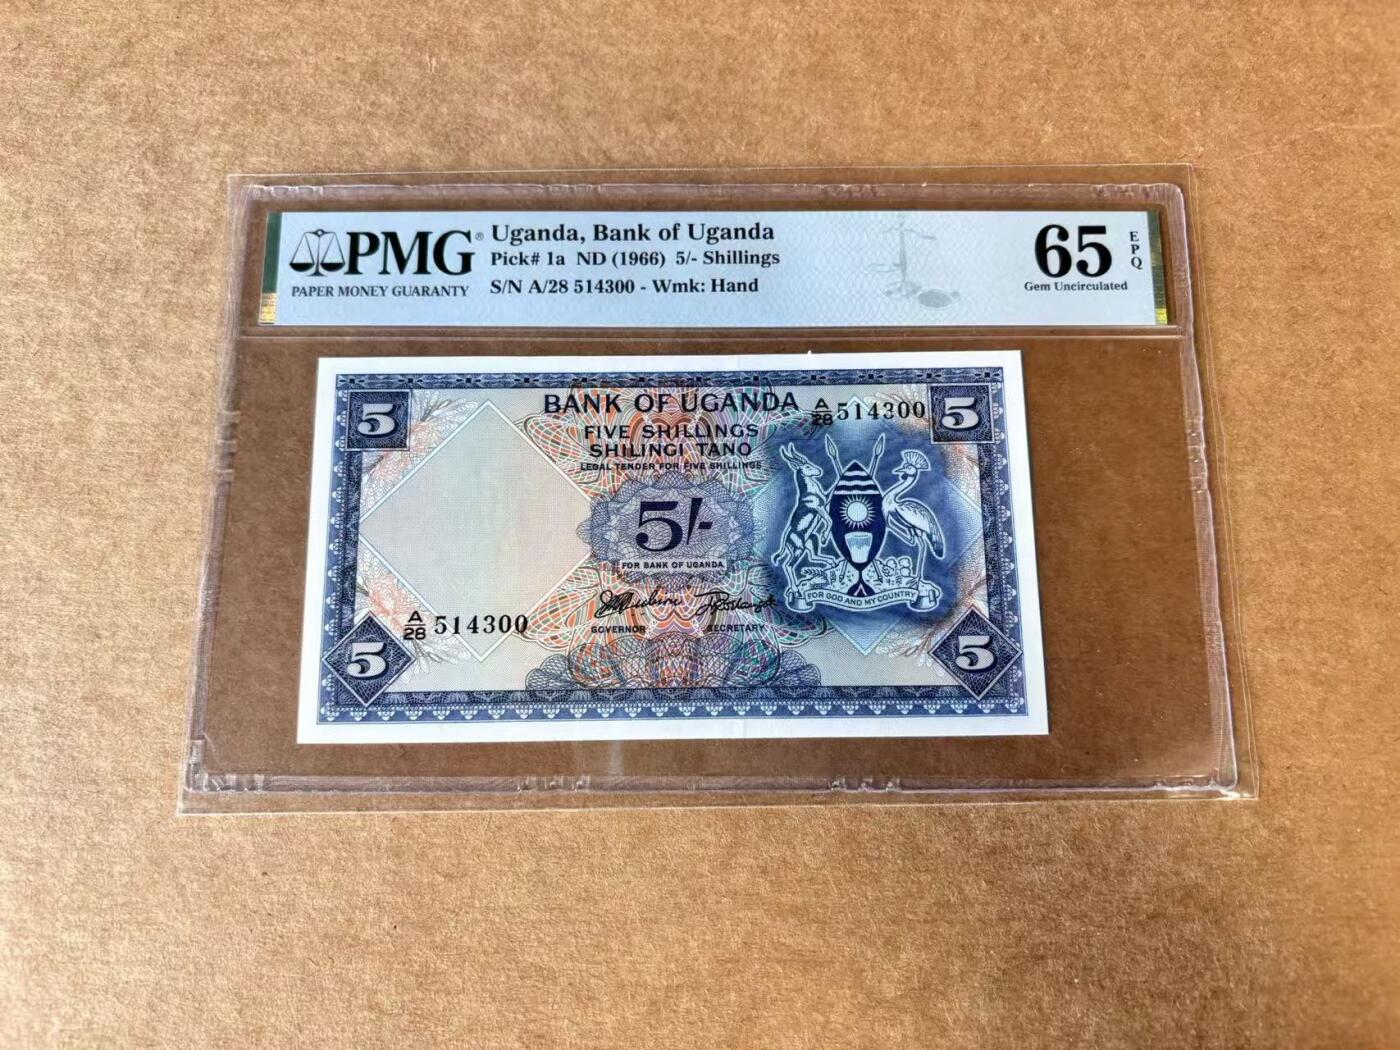 PMG®
PAPER MONEY GUARANTY
Uganda, Bank of Uganda
Pick# 1a ND (1966) 5/- Shillings
S/N A/28 514300 - Wmk: Hand
65
EPQ
Gem Uncirculated
5
BANK OF UGANDA
A/28 514300
5
FIVE SHILLINGS
SHILINGI TANO
LEGAL TENDER FOR FIVE SHILLINGS
5/-
FOR BANK OF UGANDA
FOR GOD AND MY COUNTRY
A/28 514300
GOVERNOR
SECRETARY
5
5